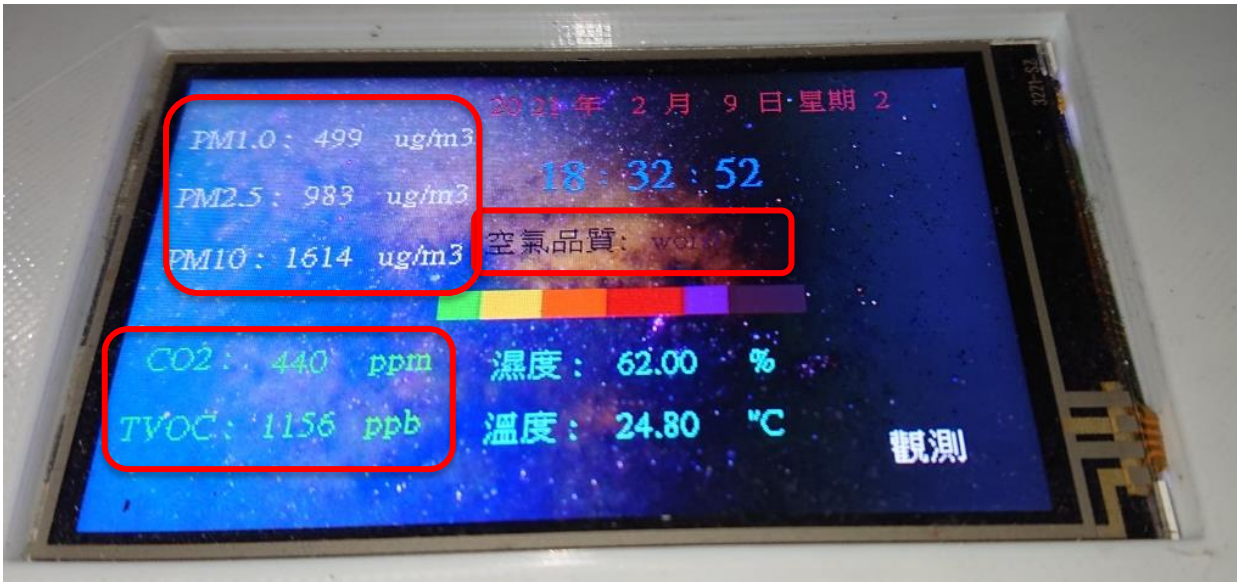 PM1.0 : 499 ug/m3
PM2.5 : 983 ug/m3
PM10 : 1614 ug/m3
2021 年 2 月 9 日 星期 2
18 : 32 : 52
空氣品質:
CO2 : 440 ppm
TVOC : 1156 ppb
濕度 : 62.00 %
溫度 : 24.80 "C
觀測
3221-S2